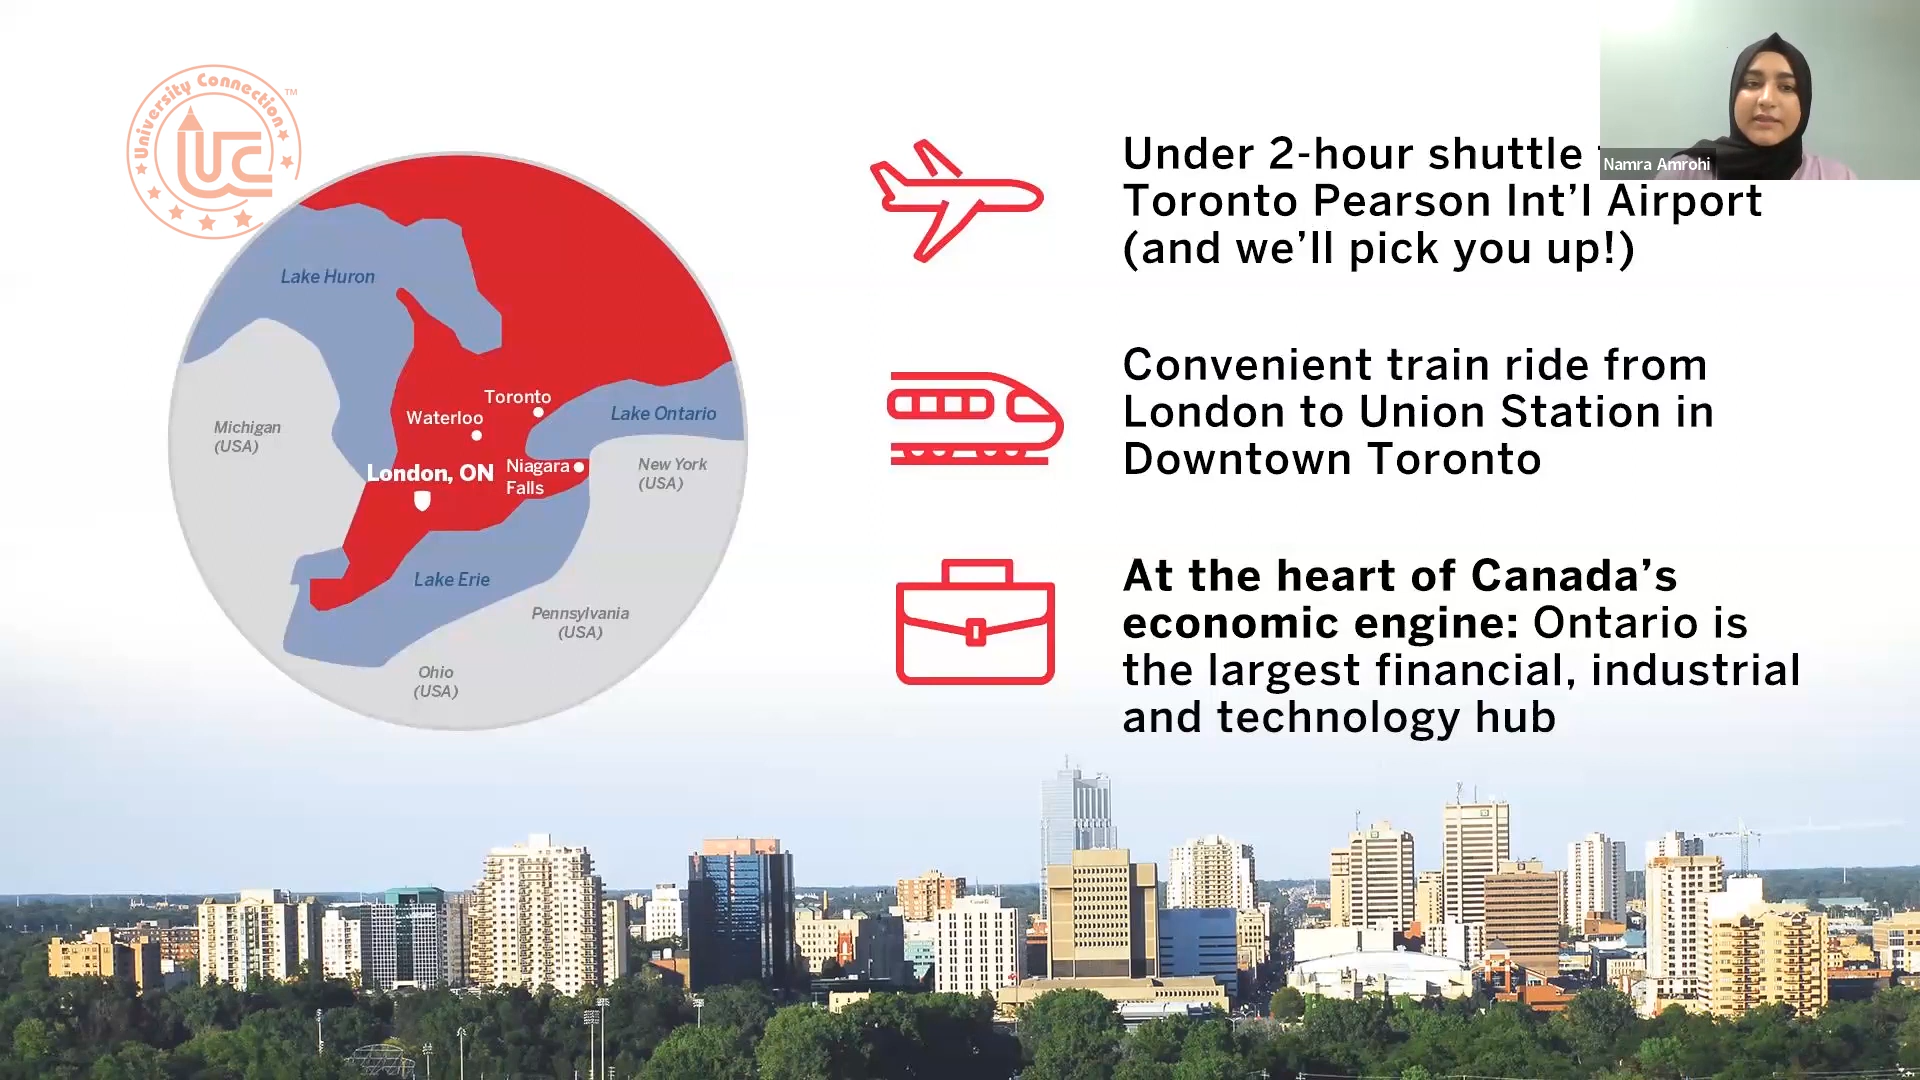 University Connection
TM
UC
Lake Huron
Toronto
Waterloo
Lake Ontario
Michigan
(USA)
London, ON
Niagara
Falls
New York
(USA)
Lake Erie
Pennsylvania
(USA)
Ohio
(USA)
Under 2-hour shuttle
Toronto Pearson Int’l Airport
(and we’ll pick you up!)
Convenient train ride from
London to Union Station in
Downtown Toronto
At the heart of Canada’s
economic engine: Ontario is
the largest financial, industrial
and technology hub
Namra Amrohi